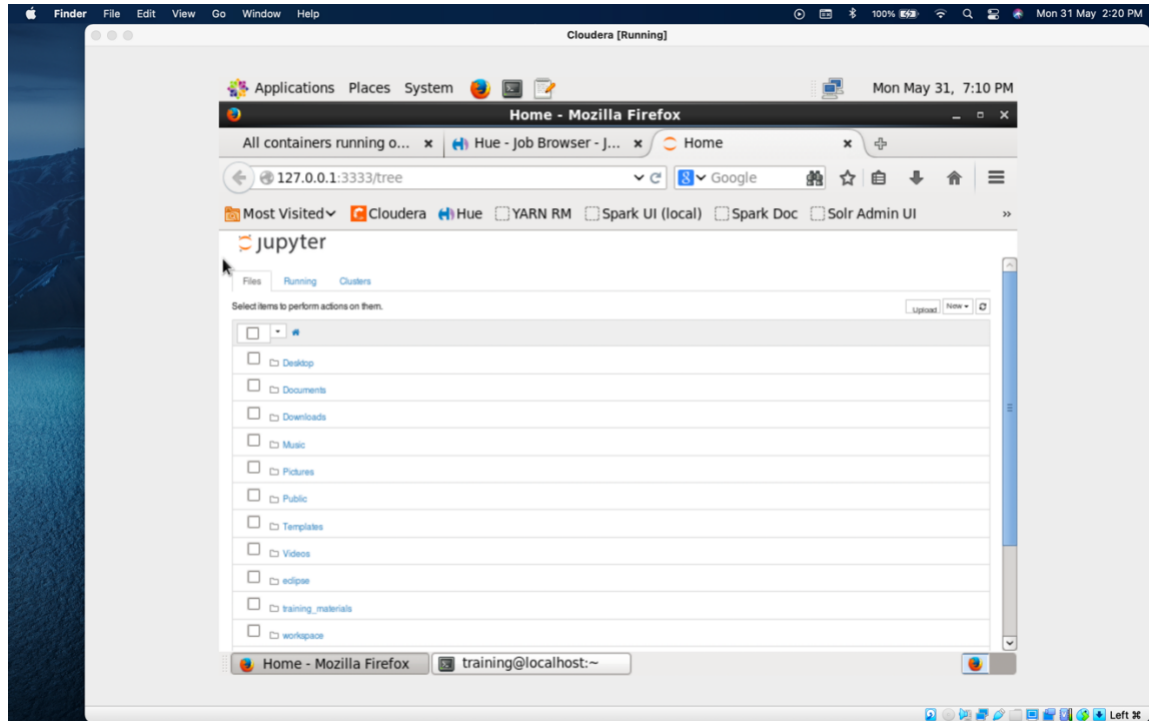 Finder File Edit View Go Window Help 100% Mon 31 May 2:20 PM
Cloudera [Running]
Applications Places System Mon May 31, 7:10 PM
Home - Mozilla Firefox
All containers running o... Hue - Job Browser - J... Home
127.0.0.1:3333/tree Google
Most Visited Cloudera Hue YARN RM Spark UI (local) Spark Doc Solr Admin UI »
jupyter
Files Running Clusters
Select items to perform actions on them. Upload New
Desktop
Documents
Downloads
Music
Pictures
Public
Templates
Videos
eclipse
training_materials
workspace
Home - Mozilla Firefox training@localhost:~
Left ⌘